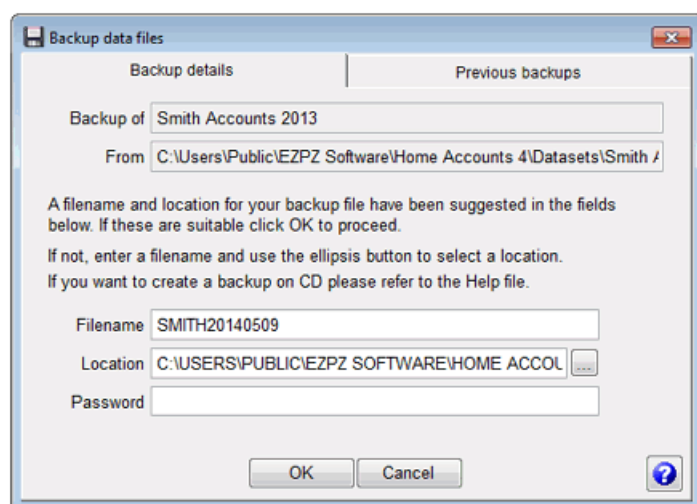 Backup data files
Backup details
Previous backups
Backup of Smith Accounts 2013
From C:\Users\Public\EZPZ Software\Home Accounts 4\Datasets\Smith
A filename and location for your backup file have been suggested in the fields
below. If these are suitable click OK to proceed.
If not, enter a filename and use the ellipsis button to select a location.
If you want to create a backup on CD please refer to the Help file.
Filename SMITH20140509
Location C:\USERS\PUBLIC\EZPZ SOFTWARE\HOME ...
Password
OK Cancel ?